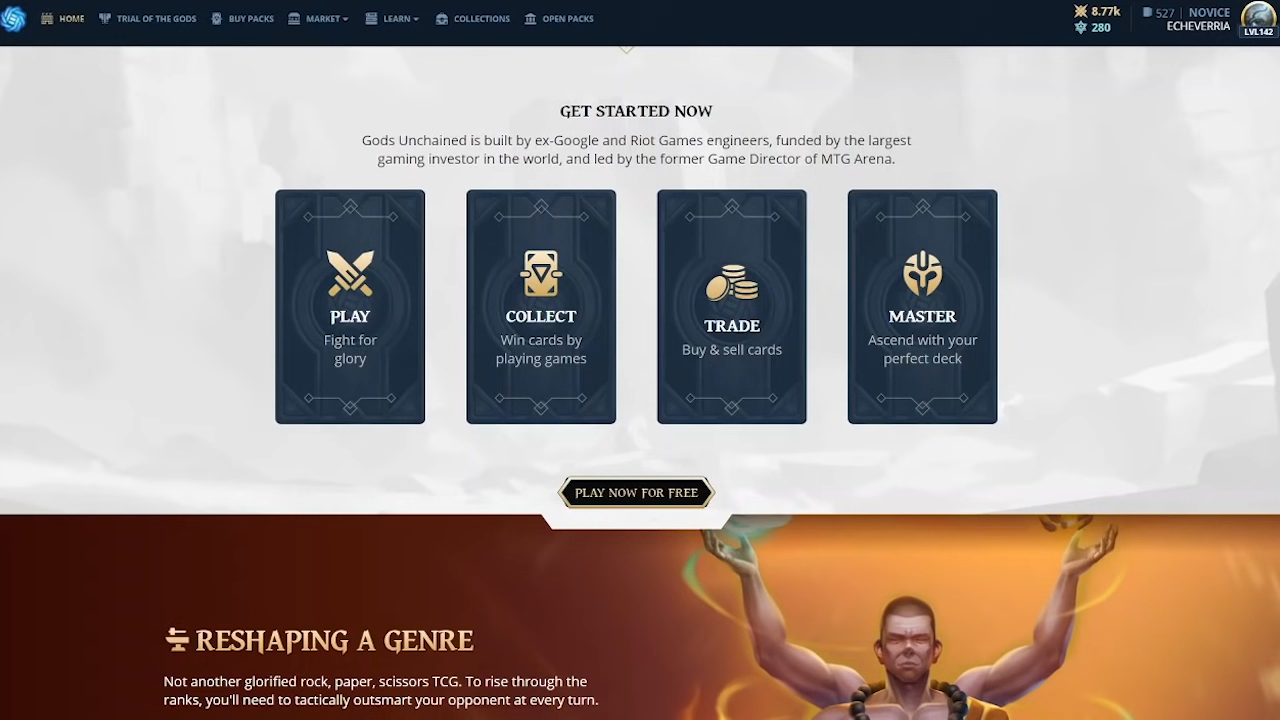 HOME TRIAL OF THE GODS BUY PACKS MARKET LEARN COLLECTIONS OPEN PACKS
8.77k 527 | NOVICE
280 ECHEVERRIA
LVL142
GET STARTED NOW
Gods Unchained is built by ex-Google and Riot Games engineers, funded by the largest
gaming investor in the world, and led by the former Game Director of MTG Arena.
PLAY
Fight for
glory
COLLECT
Win cards by
playing games
TRADE
Buy & sell cards
MASTER
Ascend with your
perfect deck
PLAY NOW FOR FREE
RESHAPING A GENRE
Not another glorified rock, paper, scissors TCG. To rise through the
ranks, you'll need to tactically outsmart your opponent at every turn.